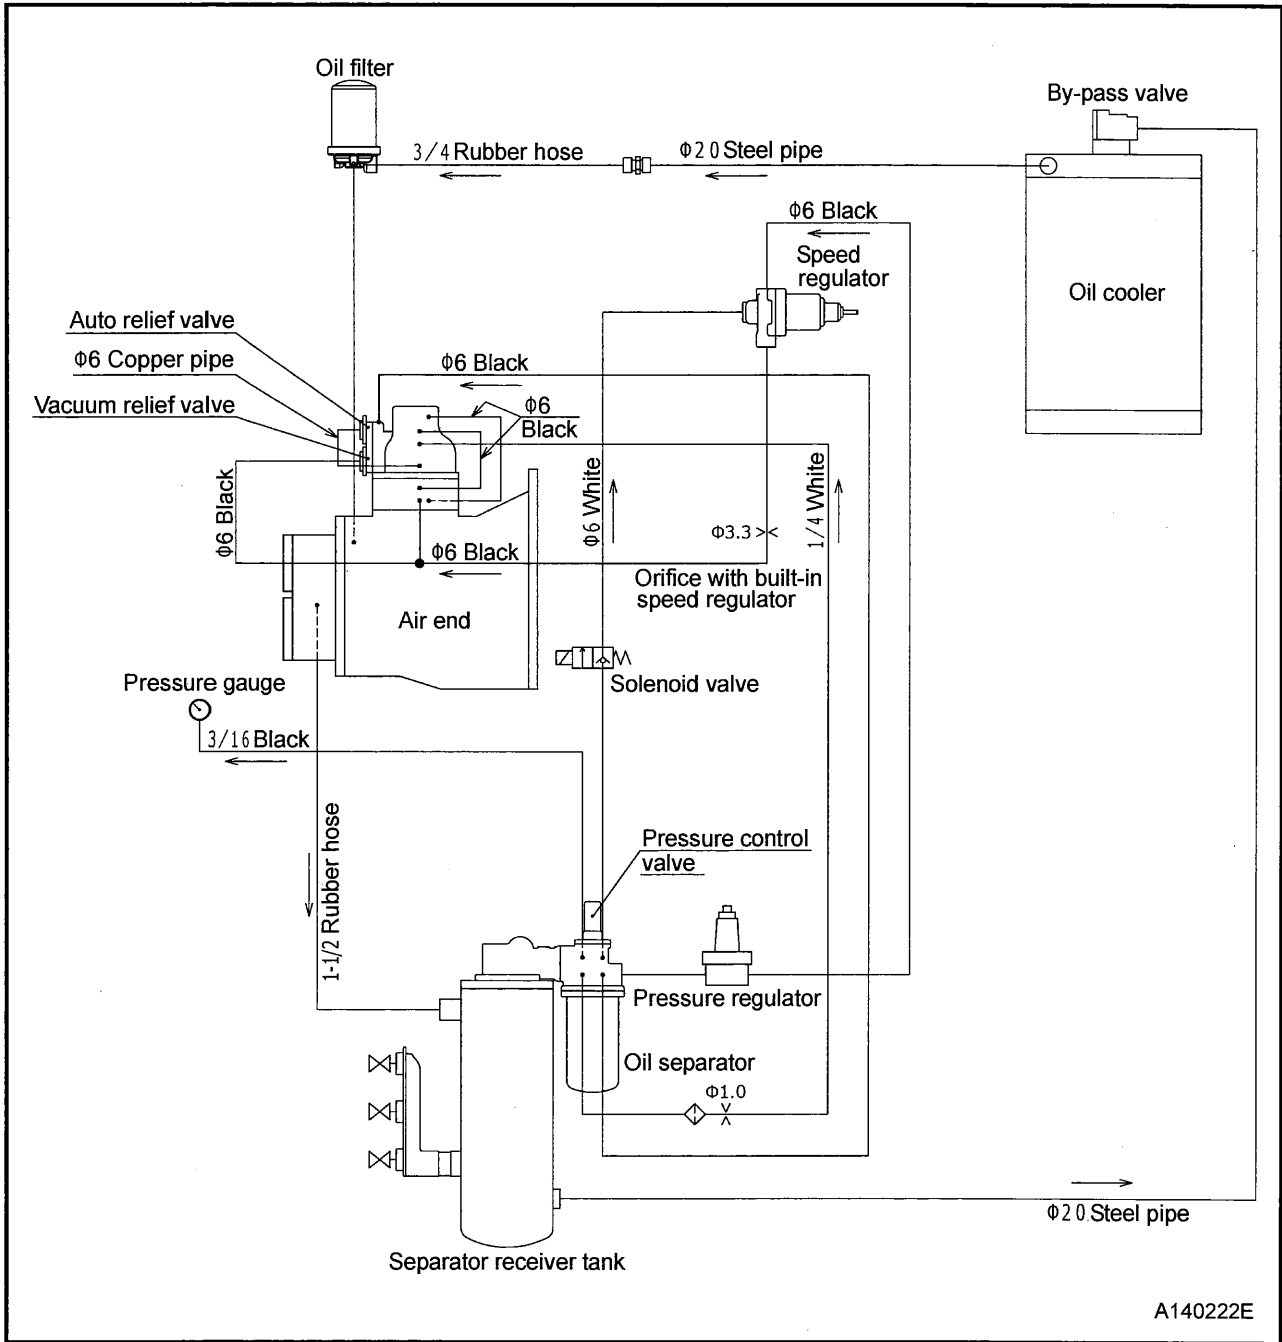 Oil filter
By-pass valve
3/4 Rubber hose
Φ20 Steel pipe
Φ6 Black
Speed
regulator
Oil cooler
Auto relief valve
Φ6 Copper pipe
Vacuum relief valve
Φ6 Black
Φ6
Black
Φ6 Black
Φ6 White
1/4 White
Φ3.3
Φ6 Black
Orifice with built-in
speed regulator
Air end
Solenoid valve
Pressure gauge
3/16 Black
1-1/2 Rubber hose
Pressure control
valve
Pressure regulator
Oil separator
Φ1.0
Φ20 Steel pipe
Separator receiver tank
A140222E